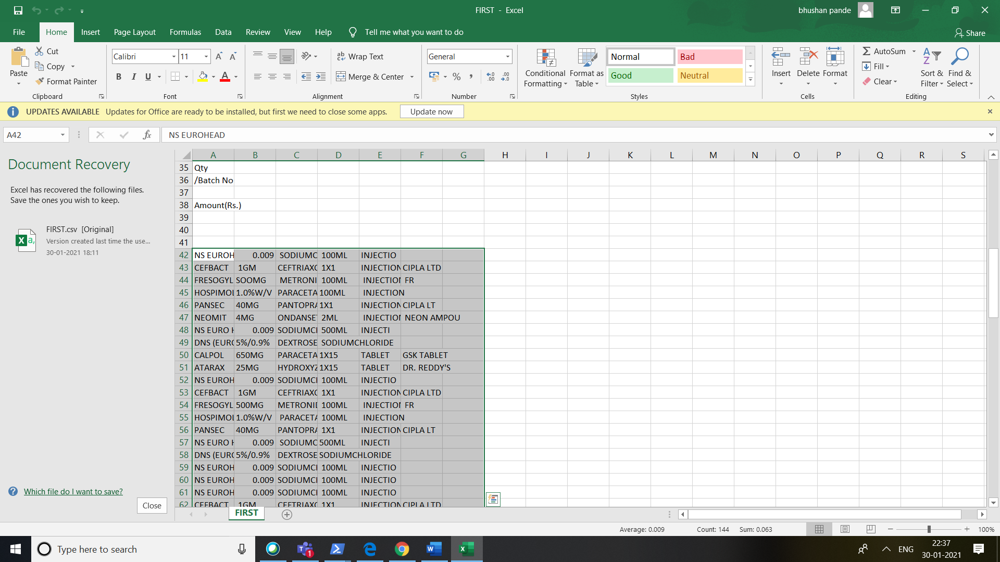 FIRST - Excel
bhushan pande
File Home Insert Page Layout Formulas Data Review View Help Tell me what you want to do Share
Paste Cut Copy Format Painter Clipboard
Calibri 11 B I U A Font
ab Wrap Text Merge & Center Alignment
General % , Number
Conditional Formatting Format as Table Normal Bad Good Neutral Styles
Insert Delete Format Cells
AutoSum Fill Clear Sort & Filter Find & Select Editing
UPDATES AVAILABLE Updates for Office are ready to be installed, but first we need to close some apps. Update now
A42 fx NS EUROHEAD
Document Recovery
Excel has recovered the following files.
Save the ones you wish to keep.
FIRST.csv [Original]
Version created last time the use...
30-01-2021 18:11
Which file do I want to save?
Close
A B C D E F G H I J K L M N O P Q R S
35 Qty
36 /Batch No
37
38 Amount(Rs.)
39
40
41
42 NS EUROH 0.009 SODIUMC 100ML INJECTIO
43 CEFBACT 1GM CEFTRIAXO 1X1 INJECTION CIPLA LTD
44 FRESOGYL SOOMG METRONI 100ML INJECTION FR
45 HOSPIMOL 1.0%W/V PARACETA 100ML INJECTION
46 PANSEC 40MG PANTOPRA 1X1 INJECTION CIPLA LT
47 NEOMIT 4MG ONDANSET 2ML INJECTION NEON AMPOU
48 NS EURO H 0.009 SODIUMCI 500ML INJECTI
49 DNS (EURO 5%/0.9% DEXTROSE SODIUMCHLORIDE
50 CALPOL 650MG PARACETA 1X15 TABLET GSK TABLET
51 ATARAX 25MG HYDROXYZ 1X15 TABLET DR. REDDY'S
52 NS EUROH 0.009 SODIUMCI 100ML INJECTIO
53 CEFBACT 1GM CEFTRIAXO 1X1 INJECTION CIPLA LTD
54 FRESOGYL 500MG METRONID 100ML INJECTION FR
55 HOSPIMOL 1.0%W/V PARACETA 100ML INJECTION
56 PANSEC 40MG PANTOPRA 1X1 INJECTION CIPLA LT
57 NS EURO H 0.009 SODIUMC 500ML INJECTI
58 DNS (EURO 5%/0.9% DEXTROSE SODIUMCHLORIDE
59 NS EUROH 0.009 SODIUMCI 100ML INJECTIO
60 NS EUROH 0.009 SODIUMCI 100ML INJECTIO
61 NS EUROH 0.009 SODIUMCI 100ML INJECTIO
62 CEFBACT 1GM CEFTRIAXO 1X1 INJECTION CIPLA LTD
FIRST
Average: 0.009 Count: 144 Sum: 0.063 100%
Type here to search
ENG
22:37
30-01-2021